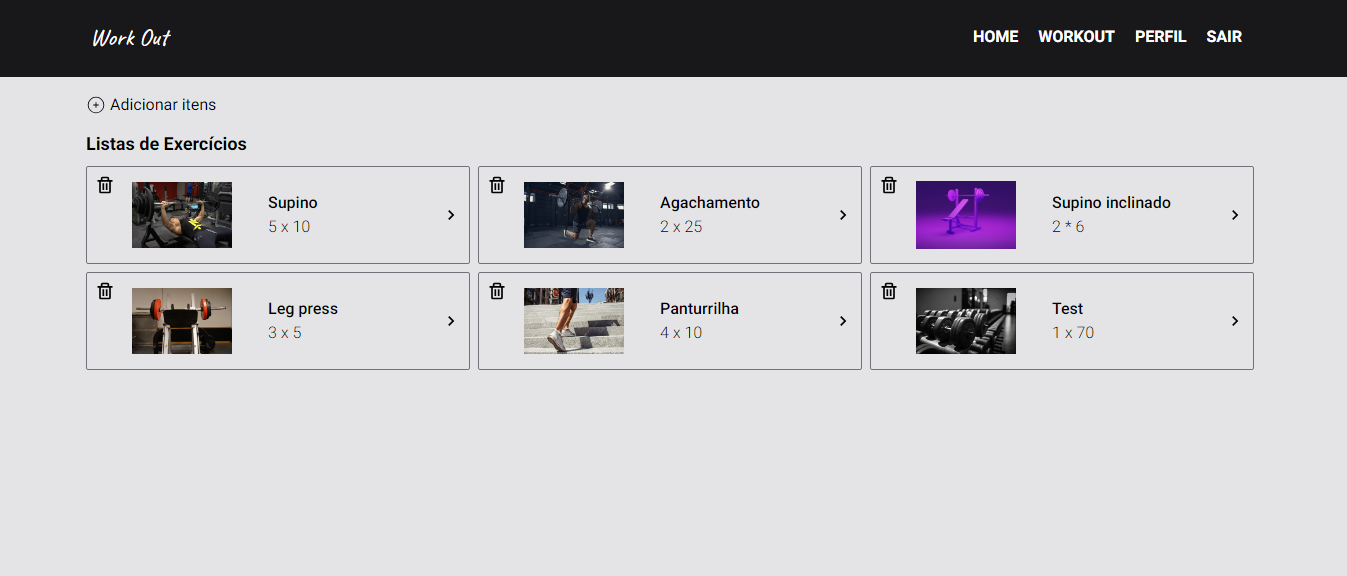 Work Out
HOME WORKOUT PERFIL SAIR
Adicionar itens
Listas de Exercícios
Supino
5 x 10
Agachamento
2 x 25
Supino inclinado
2 * 6
Leg press
3 x 5
Panturrilha
4 x 10
Test
1 x 70